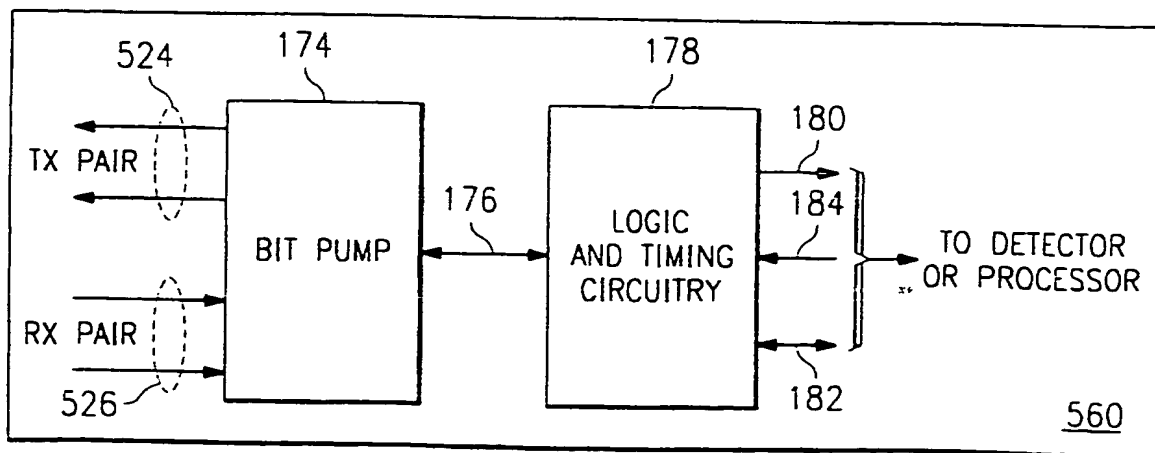 524
174
178
180
TX PAIR
176
184
BIT PUMP
LOGIC
AND TIMING
CIRCUITRY
TO DETECTOR
OR PROCESSOR
RX PAIR
526
182
560